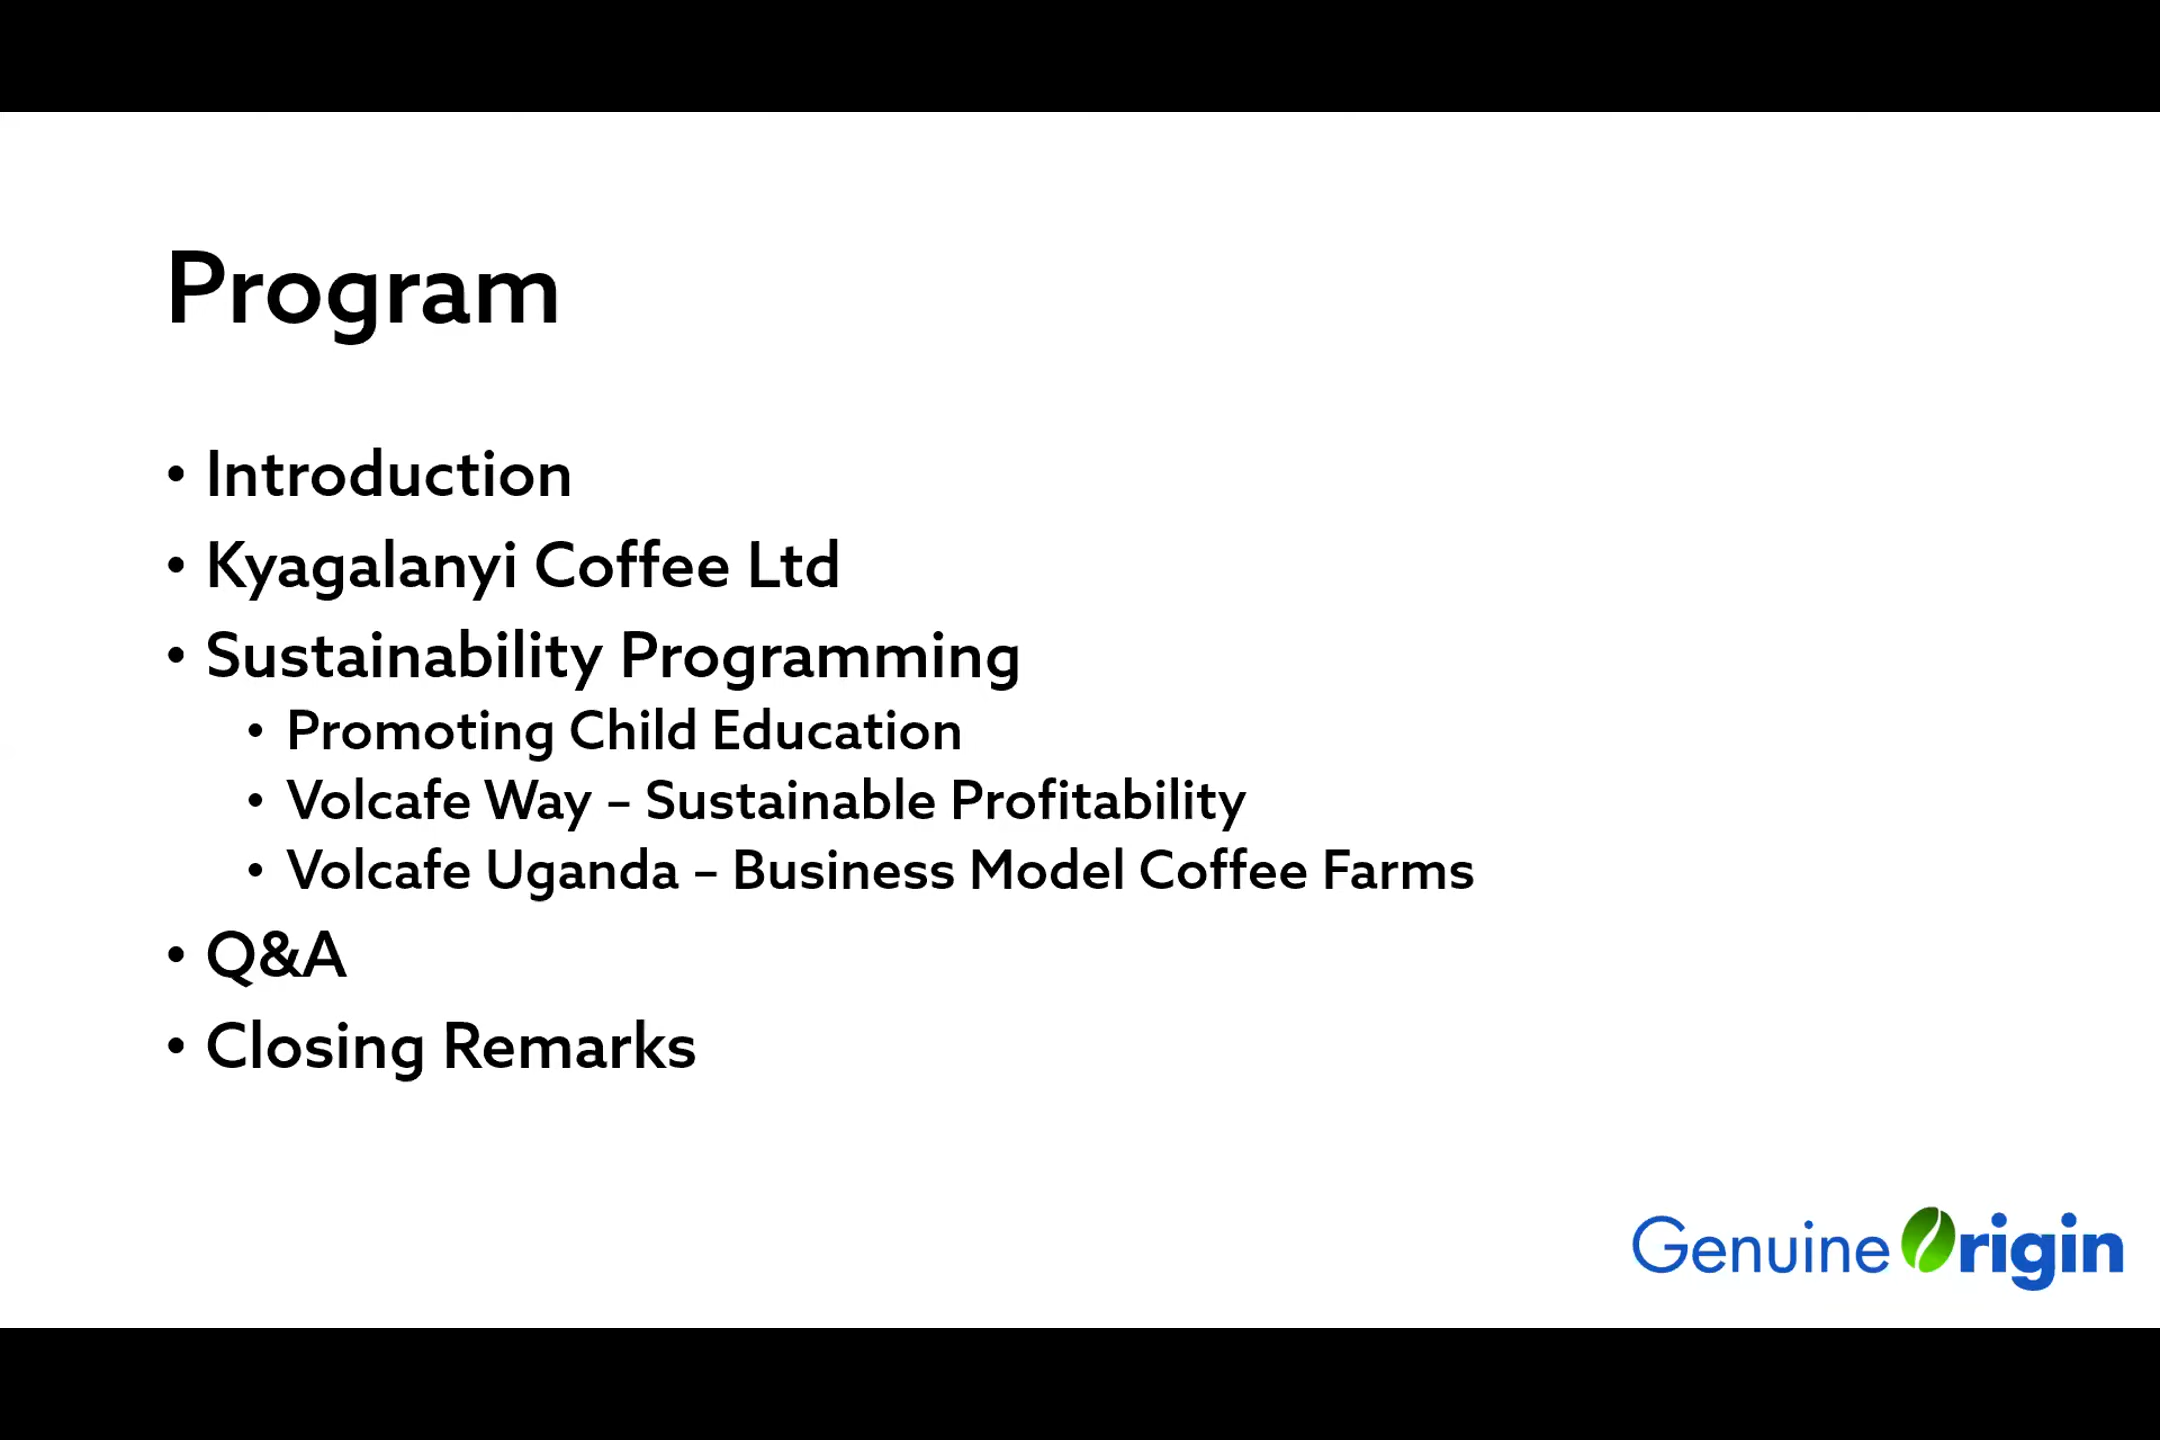 Program
• Introduction
• Kyagalanyi Coffee Ltd
• Sustainability Programming
• Promoting Child Education
• Volcafe Way – Sustainable Profitability
• Volcafe Uganda – Business Model Coffee Farms
• Q&A
• Closing Remarks
Genuine Origin